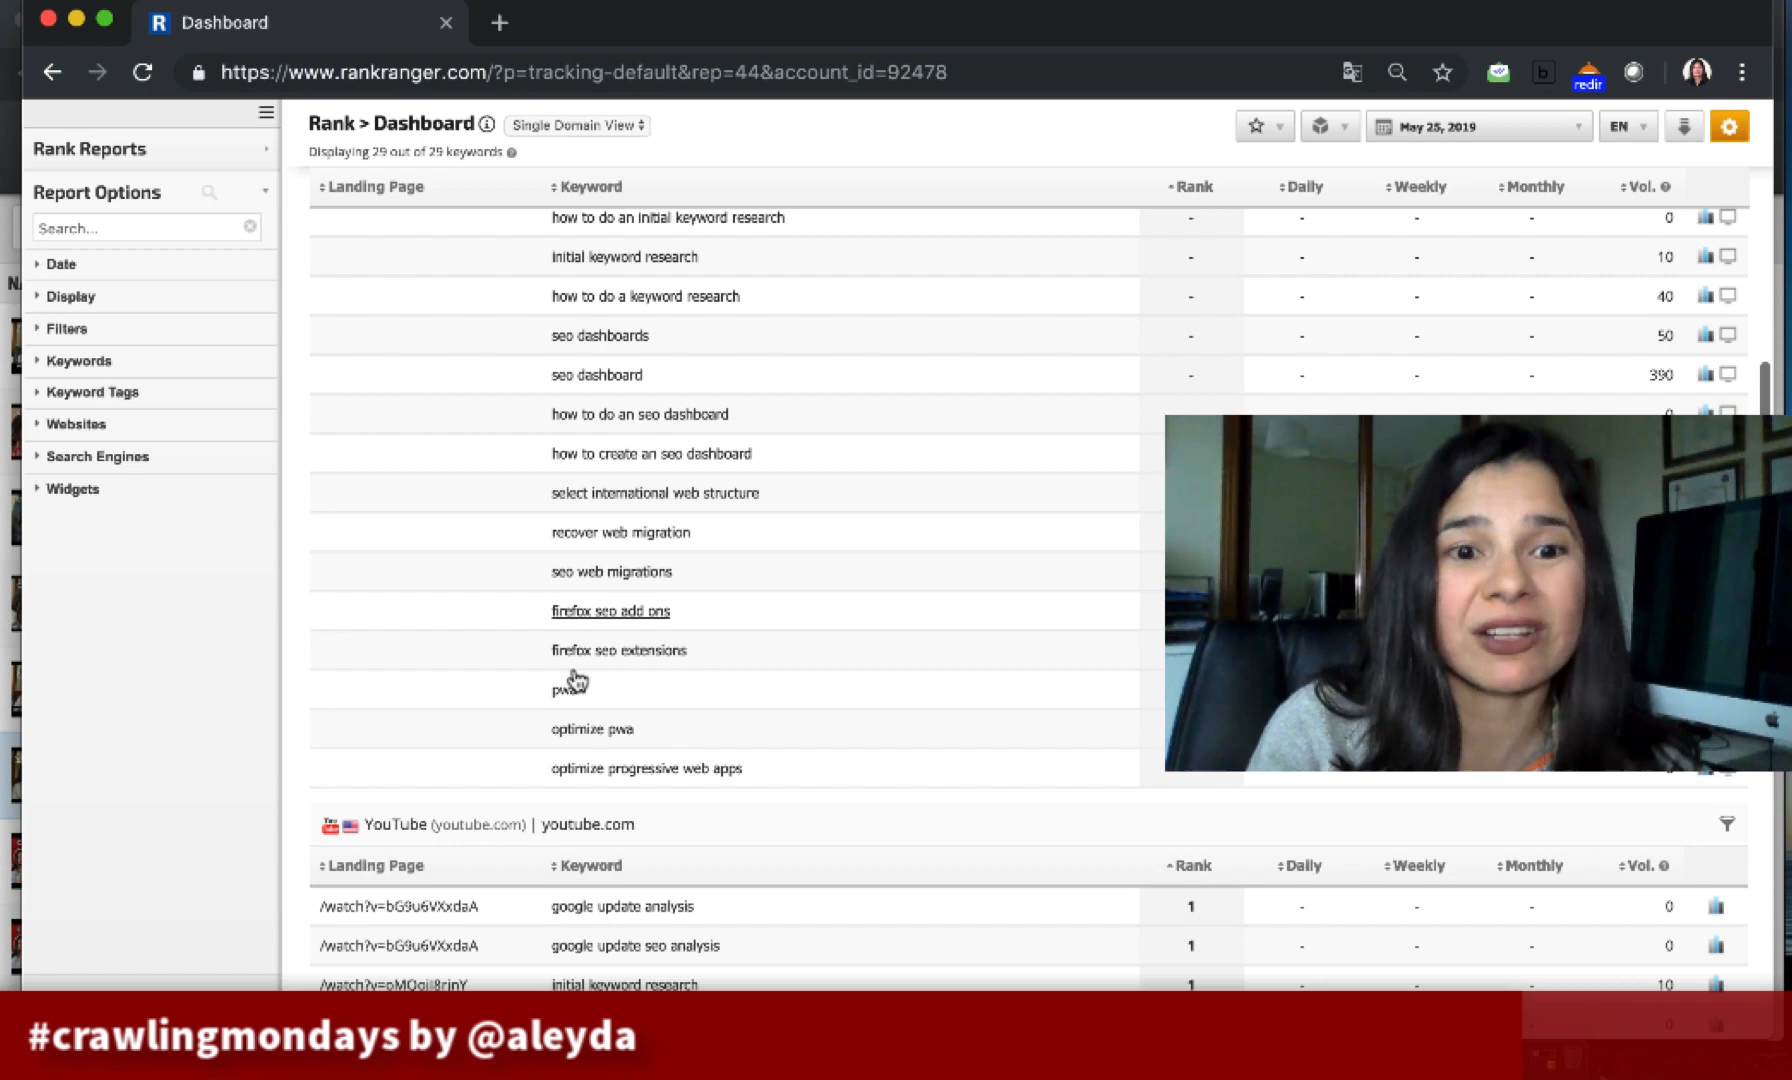 R Dashboard
https://www.rankranger.com/?p=tracking-default&rep=44&account_id=92478
b
redir
Rank > Dashboard Single Domain View
May 25, 2019
EN
Displaying 29 out of 29 keywords
Rank Reports
Report Options
Search...
Date
Display
Filters
Keywords
Keyword Tags
Websites
Search Engines
Widgets
Landing Page Keyword Rank Daily Weekly Monthly Vol.
how to do an initial keyword research - - - - 0
initial keyword research - - - - 10
how to do a keyword research - - - - 40
seo dashboards - - - - 50
seo dashboard - - - - 390
how to do an seo dashboard
how to create an seo dashboard
select international web structure
recover web migration
seo web migrations
firefox seo add ons
firefox seo extensions
optimize pwa
optimize progressive web apps
YouTube (youtube.com) | youtube.com
Landing Page Keyword Rank Daily Weekly Monthly Vol.
/watch?v=bG9u6VXxdaA google update analysis 1 - - - 0
/watch?v=bG9u6VXxdaA google update seo analysis 1 - - - 0
initial keyword research 1 - - - 10
#crawlingmondays by @aleyda